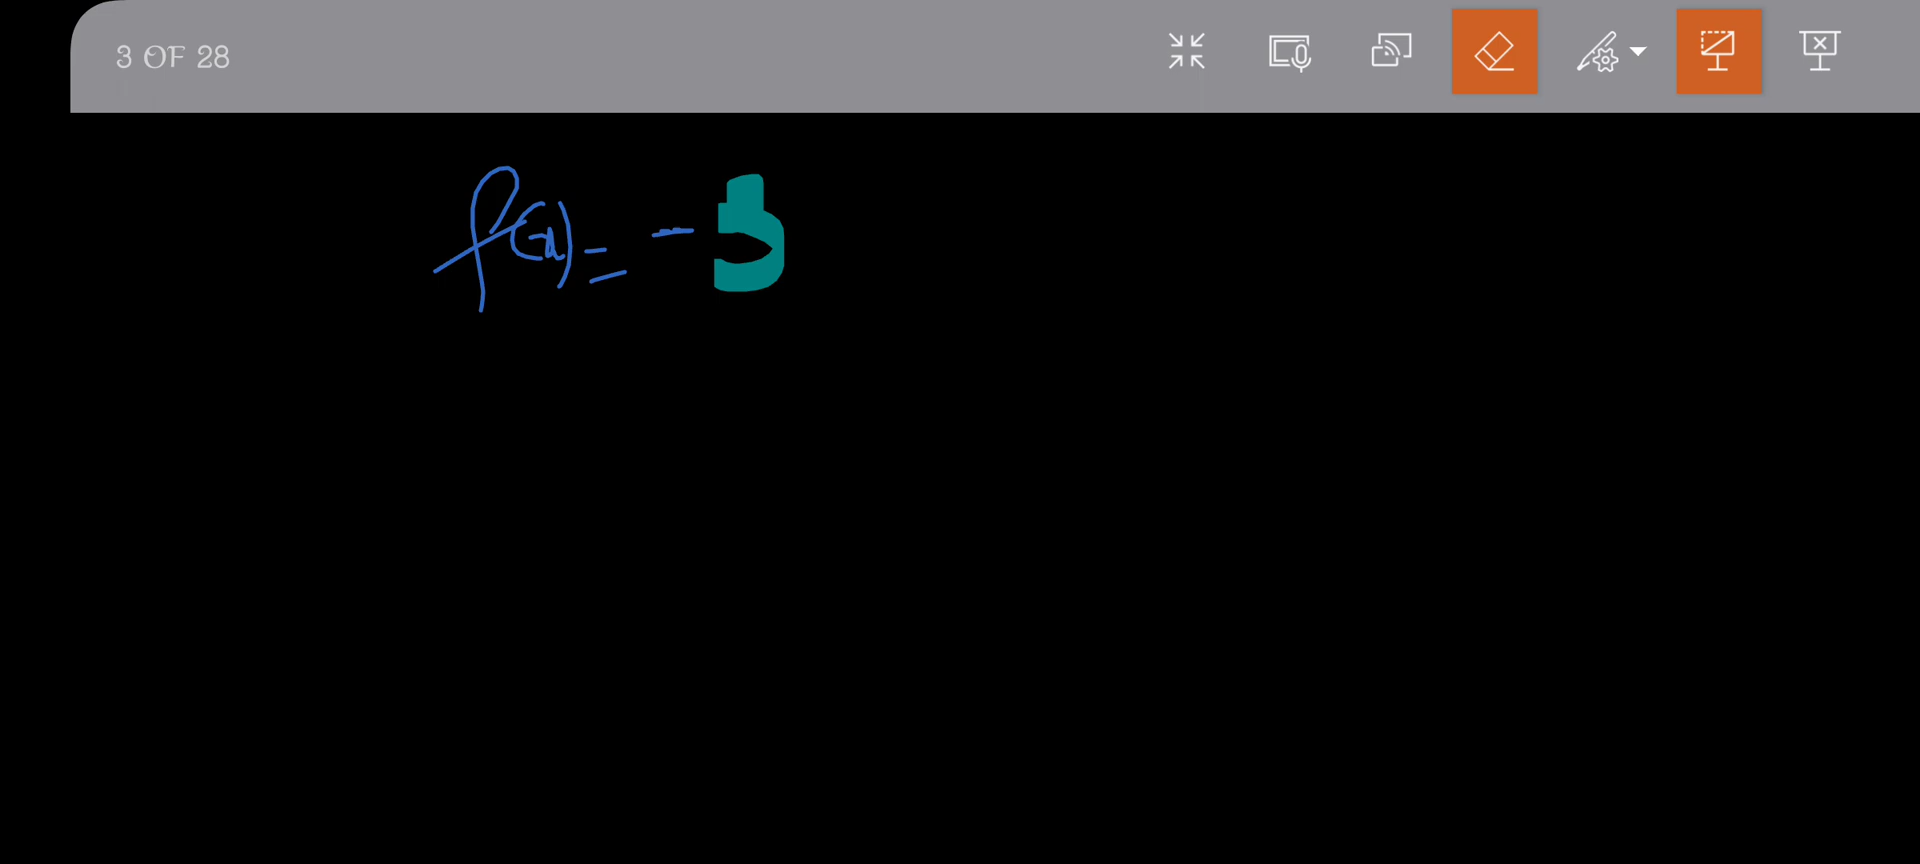 3 OF 28
f(x) = - 5